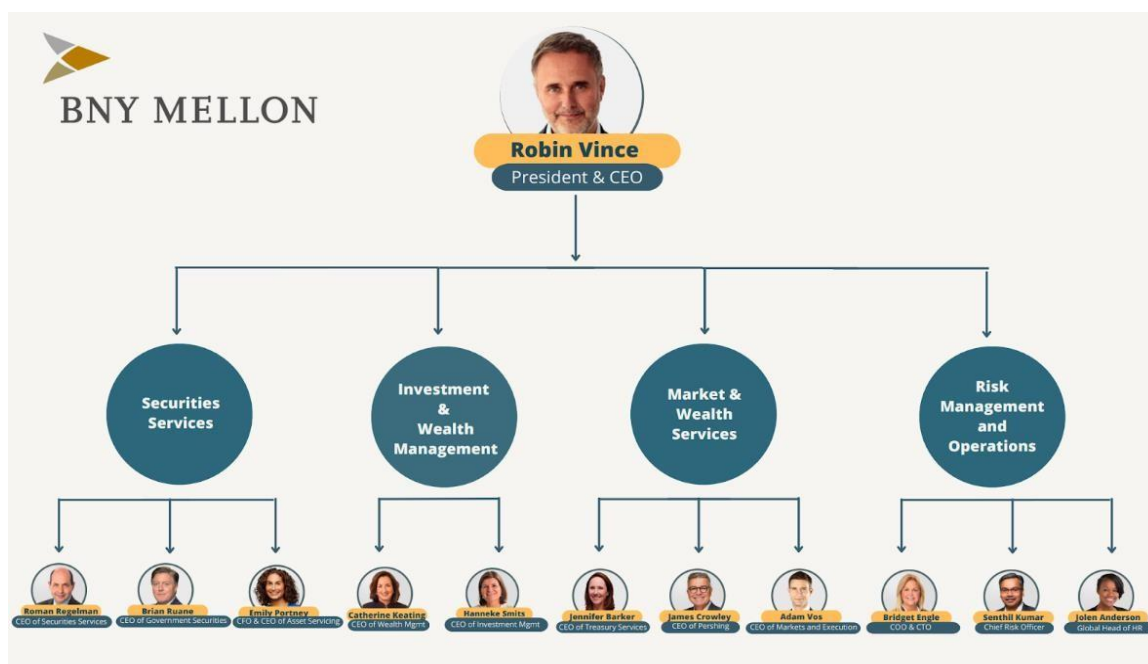 BNY MELLON
Robin Vince
President & CEO
Securities
Services
Investment
&
Wealth
Management
Market &
Wealth
Services
Risk
Management
and
Operations
Roman Regelman
CEO of Securities Services
Brian Ruane
CEO of Government Securities
Emily Portney
CFO & CEO of Asset Servicing
Catherine Keating
CEO of Wealth Mgmt
Hanneke Smits
CEO of Investment Mgmt
Jennifer Barker
CEO of Treasury Services
James Crowley
CEO of Pershing
Adam Vos
CEO of Markets and Execution
Bridget Engle
COO & CTO
Senthil Kumar
Chief Risk Officer
Jolen Anderson
Global Head of HR